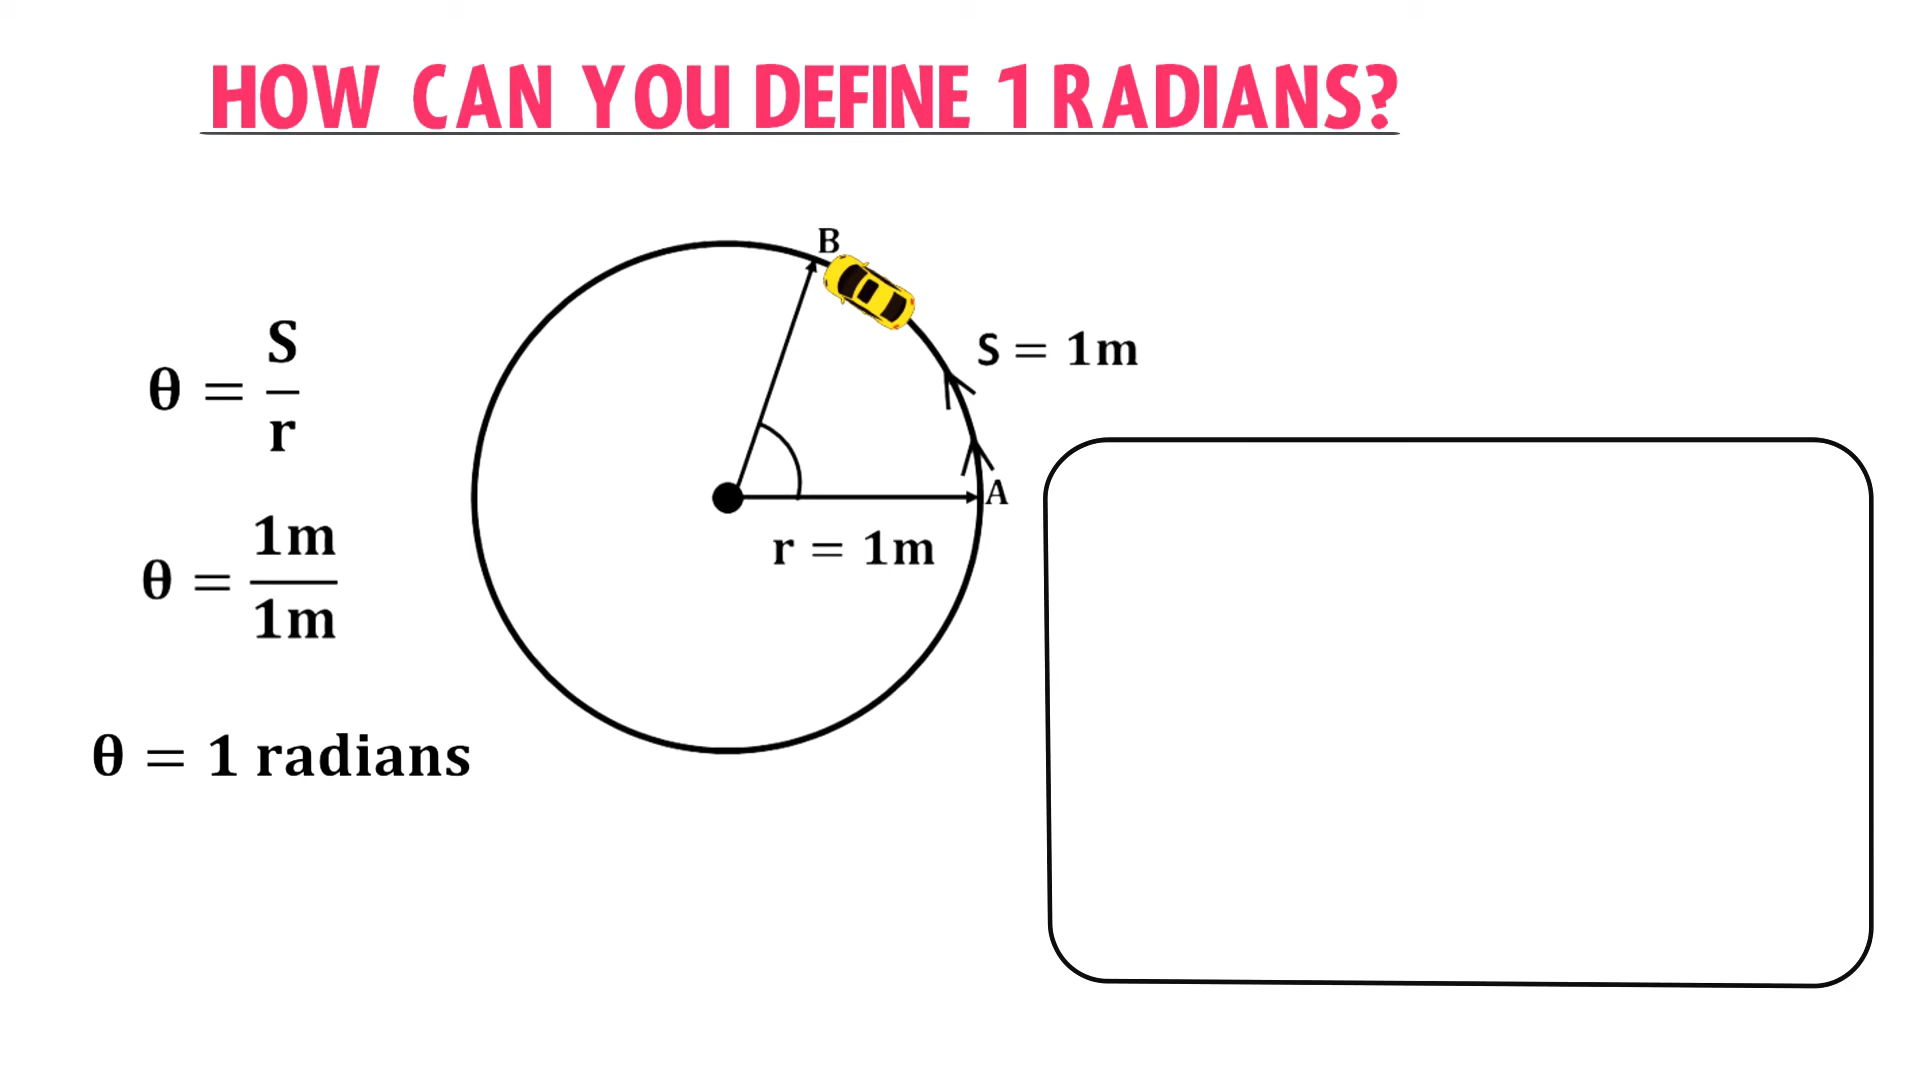 HOW CAN YOU DEFINE 1 RADIANS?
B
S = 1m
θ = S/r
A
r = 1m
θ = 1m/1m
θ = 1 radians